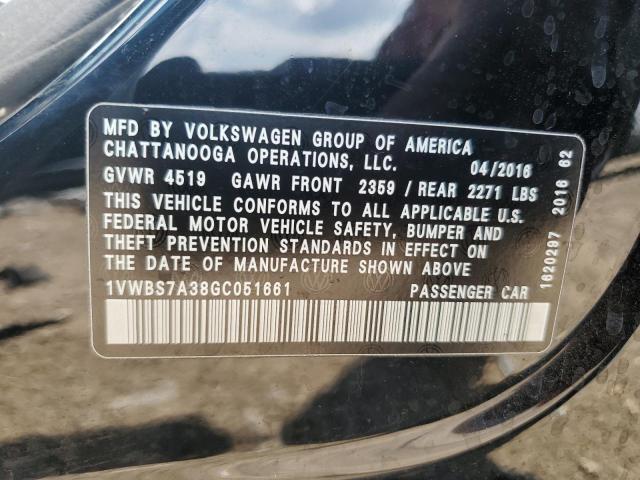 MFD BY VOLKSWAGEN GROUP OF AMERICA
CHATTANOOGA OPERATIONS, LLC. 04/2016
GVWR 4519 GAWR FRONT 2359 / REAR 2271 LBS
THIS VEHICLE CONFORMS TO ALL APPLICABLE U.S.
FEDERAL MOTOR VEHICLE SAFETY, BUMPER AND
THEFT PREVENTION STANDARDS IN EFFECT ON
THE DATE OF MANUFACTURE SHOWN ABOVE.
1VWBS7A38GC051661 PASSENGER CAR
1620297 2016 62